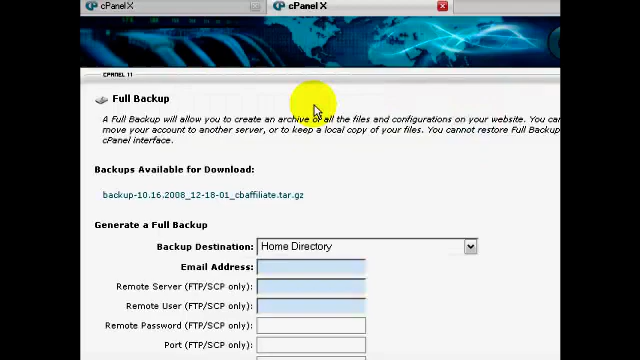 cPanel X
cPanel X
CPANEL 11
Full Backup
A Full Backup will allow you to create an archive of all the files and configurations on your website. You can
move your account to another server, or to keep a local copy of your files. You cannot restore Full Backup
cPanel interface.
Backups Available for Download:
backup-10.16.2008_12-18-01_cbaffiliate.tar.gz
Generate a Full Backup
Backup Destination: Home Directory
Email Address:
Remote Server (FTP/SCP only):
Remote User (FTP/SCP only):
Remote Password (FTP/SCP only):
Port (FTP/SCP only):